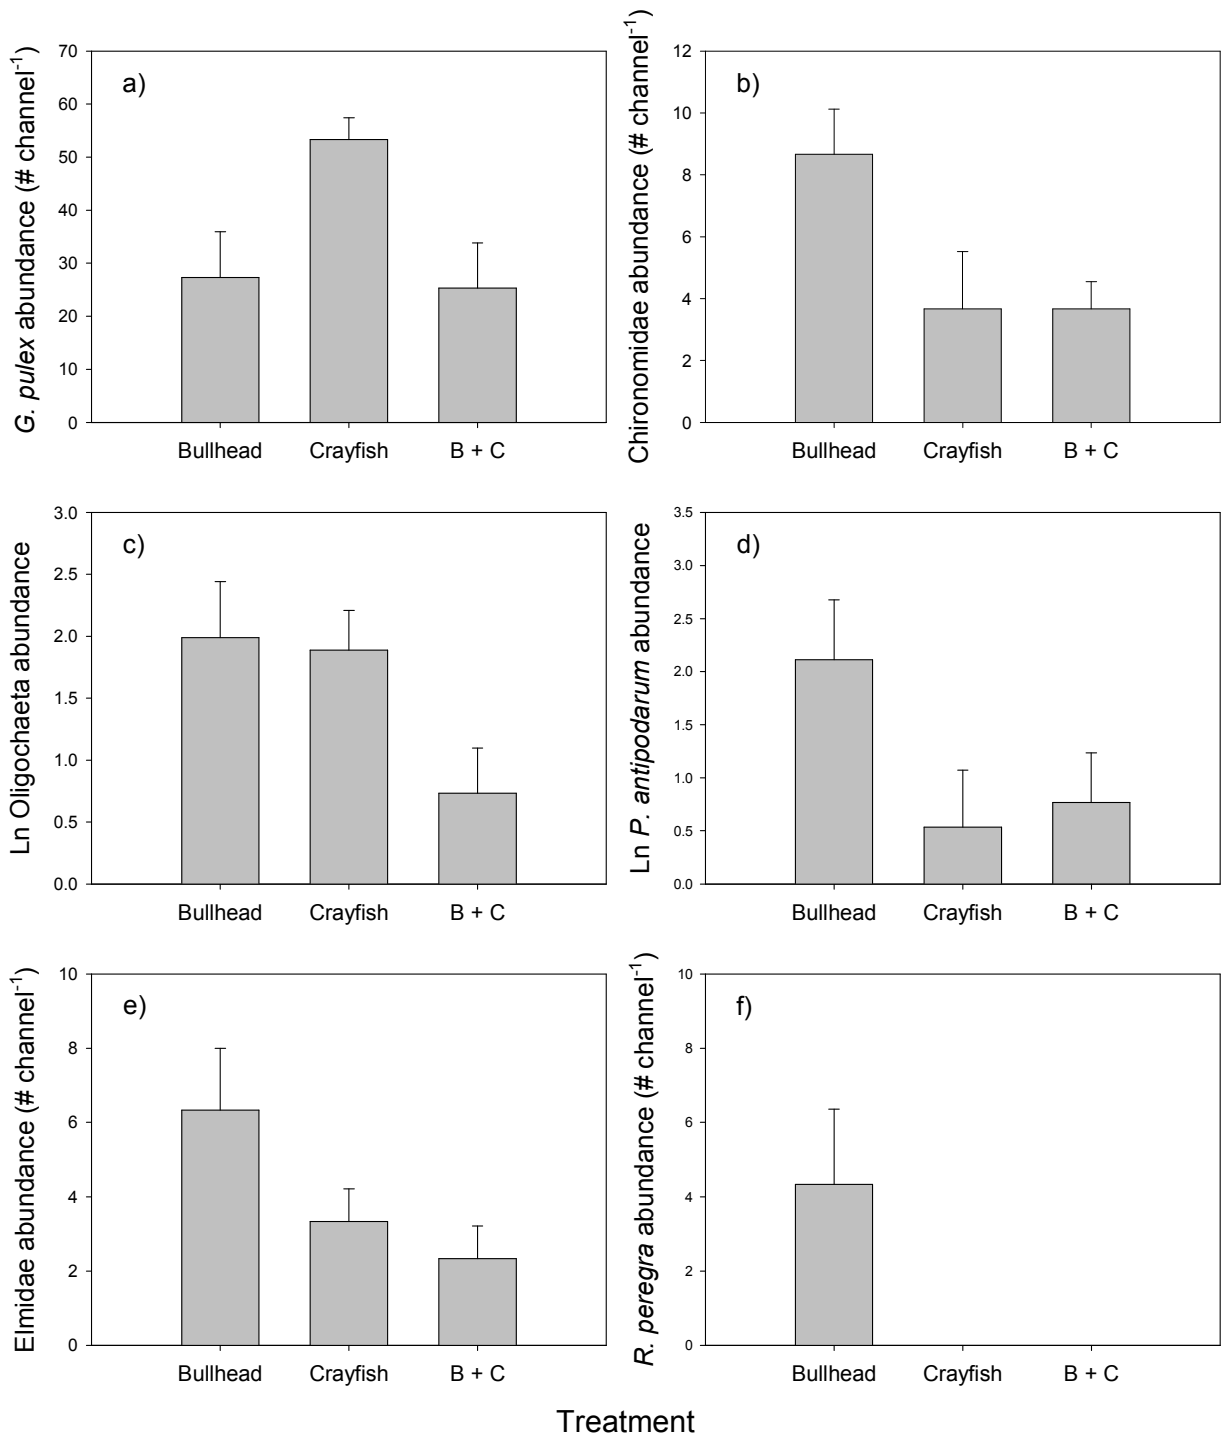 a)
G. pulex abundance (# channel-1)
70
60
50
40
30
20
10
0
Bullhead Crayfish B + C
b)
Chironomidae abundance (# channel-1)
12
10
8
6
4
2
0
Bullhead Crayfish B + C
c)
Ln Oligochaeta abundance
3.0
2.5
2.0
1.5
1.0
0.5
0.0
Bullhead Crayfish B + C
d)
Ln P. antipodarum abundance
3.5
3.0
2.5
2.0
1.5
1.0
0.5
0.0
Bullhead Crayfish B + C
e)
Elmidae abundance (# channel-1)
10
8
6
4
2
0
Bullhead Crayfish B + C
f)
R. peregra abundance (# channel-1)
10
8
6
4
2
0
Bullhead Crayfish B + C
Treatment